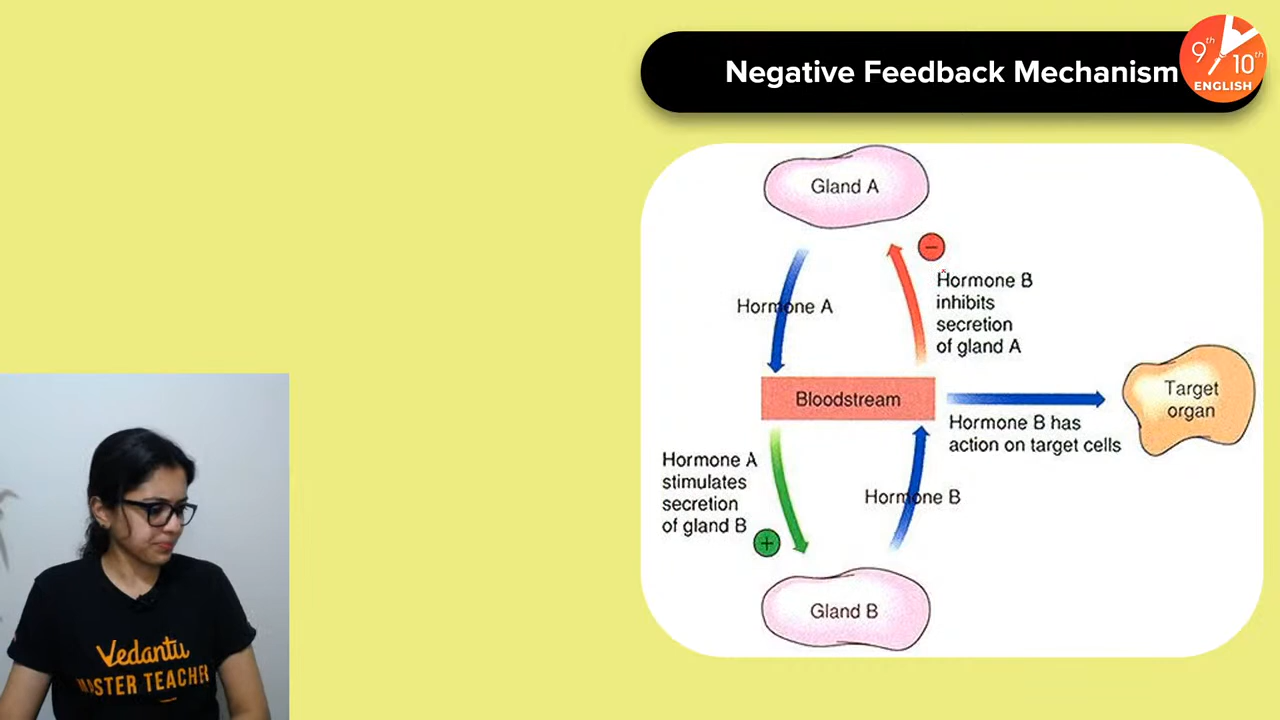 Negative Feedback Mechanism
9th 10th
ENGLISH
Gland A
Hormone A
Hormone B
inhibits
secretion
of gland A
Bloodstream
Target
organ
Hormone B has
action on target cells
Hormone A
stimulates
secretion
of gland B
Hormone B
Gland B
Vedantu
MASTER TEACHER